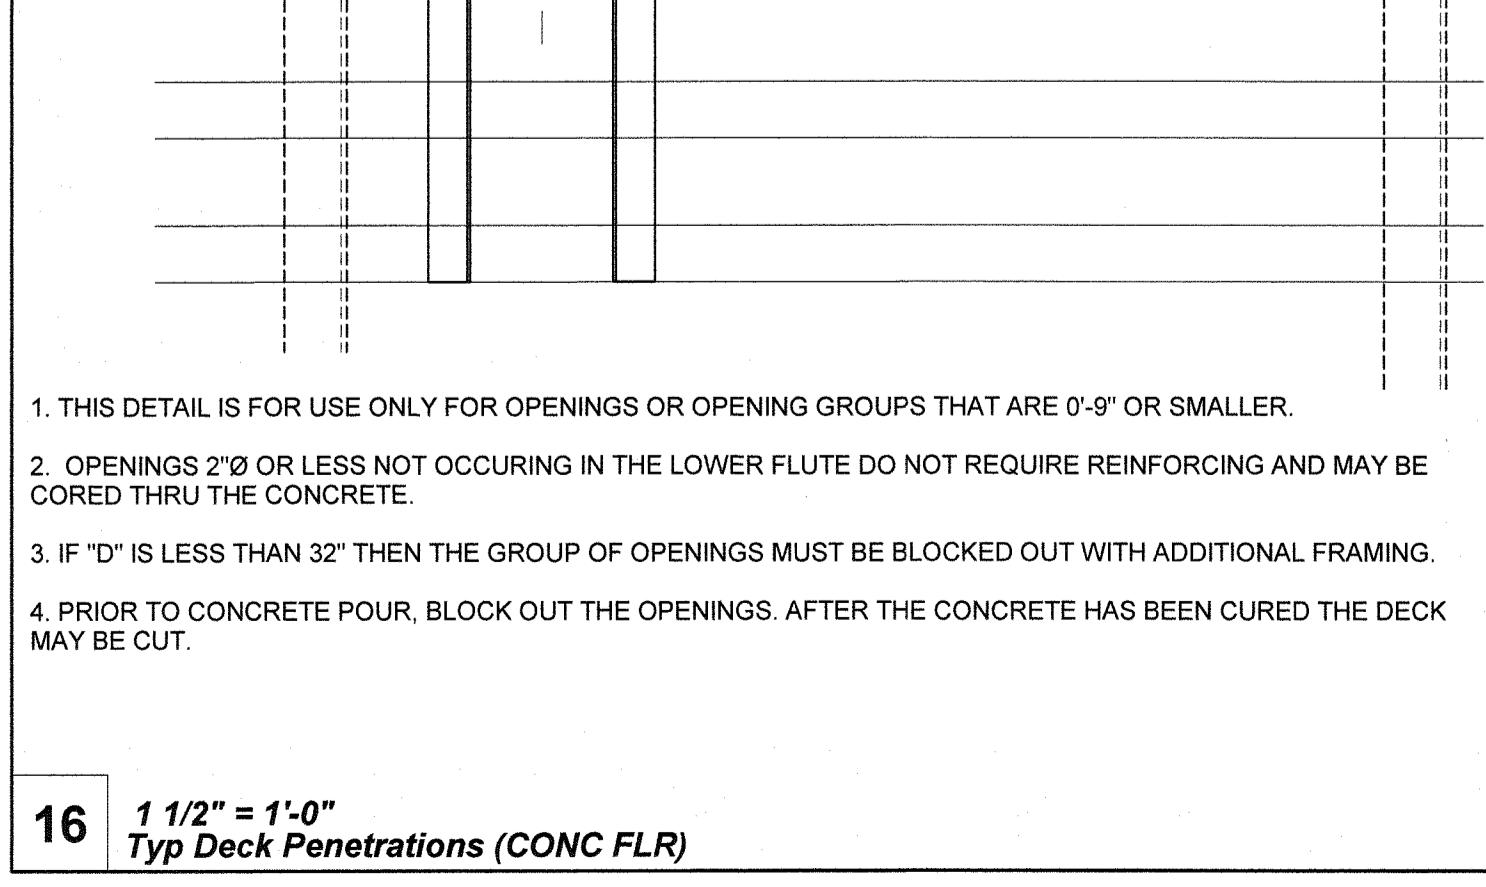 1. THIS DETAIL IS FOR USE ONLY FOR OPENINGS OR OPENING GROUPS THAT ARE 0'-9" OR SMALLER.
2. OPENINGS 2"Ø OR LESS NOT OCCURING IN THE LOWER FLUTE DO NOT REQUIRE REINFORCING AND MAY BE
CORED THRU THE CONCRETE.
3. IF "D" IS LESS THAN 32" THEN THE GROUP OF OPENINGS MUST BE BLOCKED OUT WITH ADDITIONAL FRAMING.
4. PRIOR TO CONCRETE POUR, BLOCK OUT THE OPENINGS. AFTER THE CONCRETE HAS BEEN CURED THE DECK
MAY BE CUT.
16
1 1/2" = 1'-0"
Typ Deck Penetrations (CONC FLR)